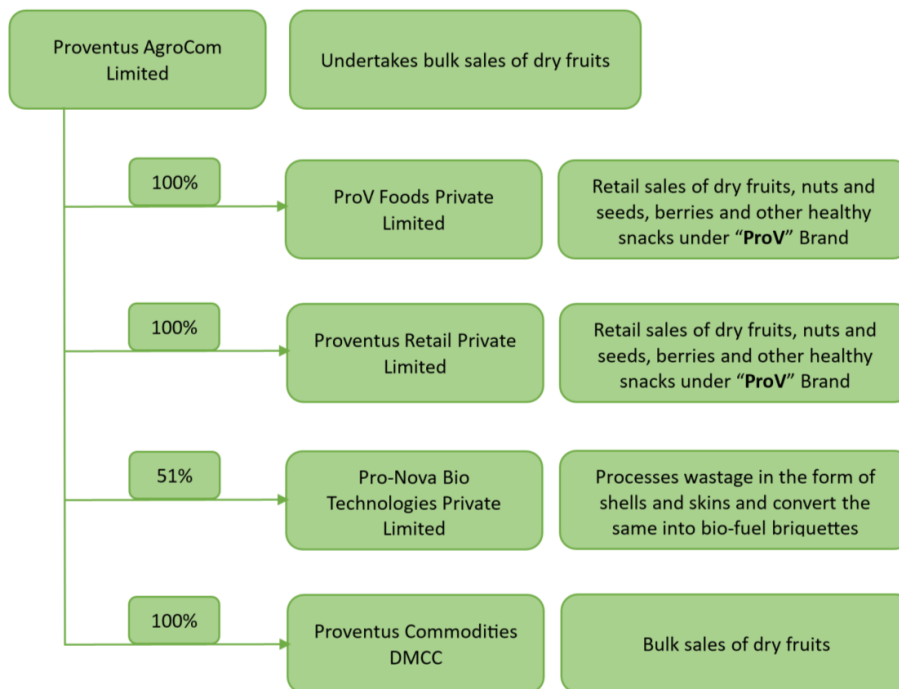 Proventus AgroCom
Limited
Undertakes bulk sales of dry fruits
100%
ProV Foods Private
Limited
Retail sales of dry fruits, nuts and
seeds, berries and other healthy
snacks under “ProV” Brand
100%
Proventus Retail Private
Limited
Retail sales of dry fruits, nuts and
seeds, berries and other healthy
snacks under “ProV” Brand
51%
Pro-Nova Bio
Technologies Private
Limited
Processes wastage in the form of
shells and skins and convert the
same into bio-fuel briquettes
100%
Proventus Commodities
DMCC
Bulk sales of dry fruits